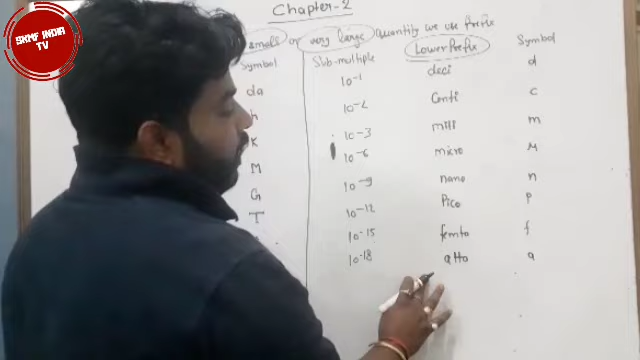 SKMF INDIA
TV
Chapter-2
small or very large Quantity we use Prefix
Symbol Sub-multiple Lower Prefix Symbol
da 10-1 deci d
h 10-2 Centi c
K 10-3 mili m
M 10-6 micro μ
G 10-9 nano n
T 10-12 Pico P
10-15 femto f
10-18 atto a